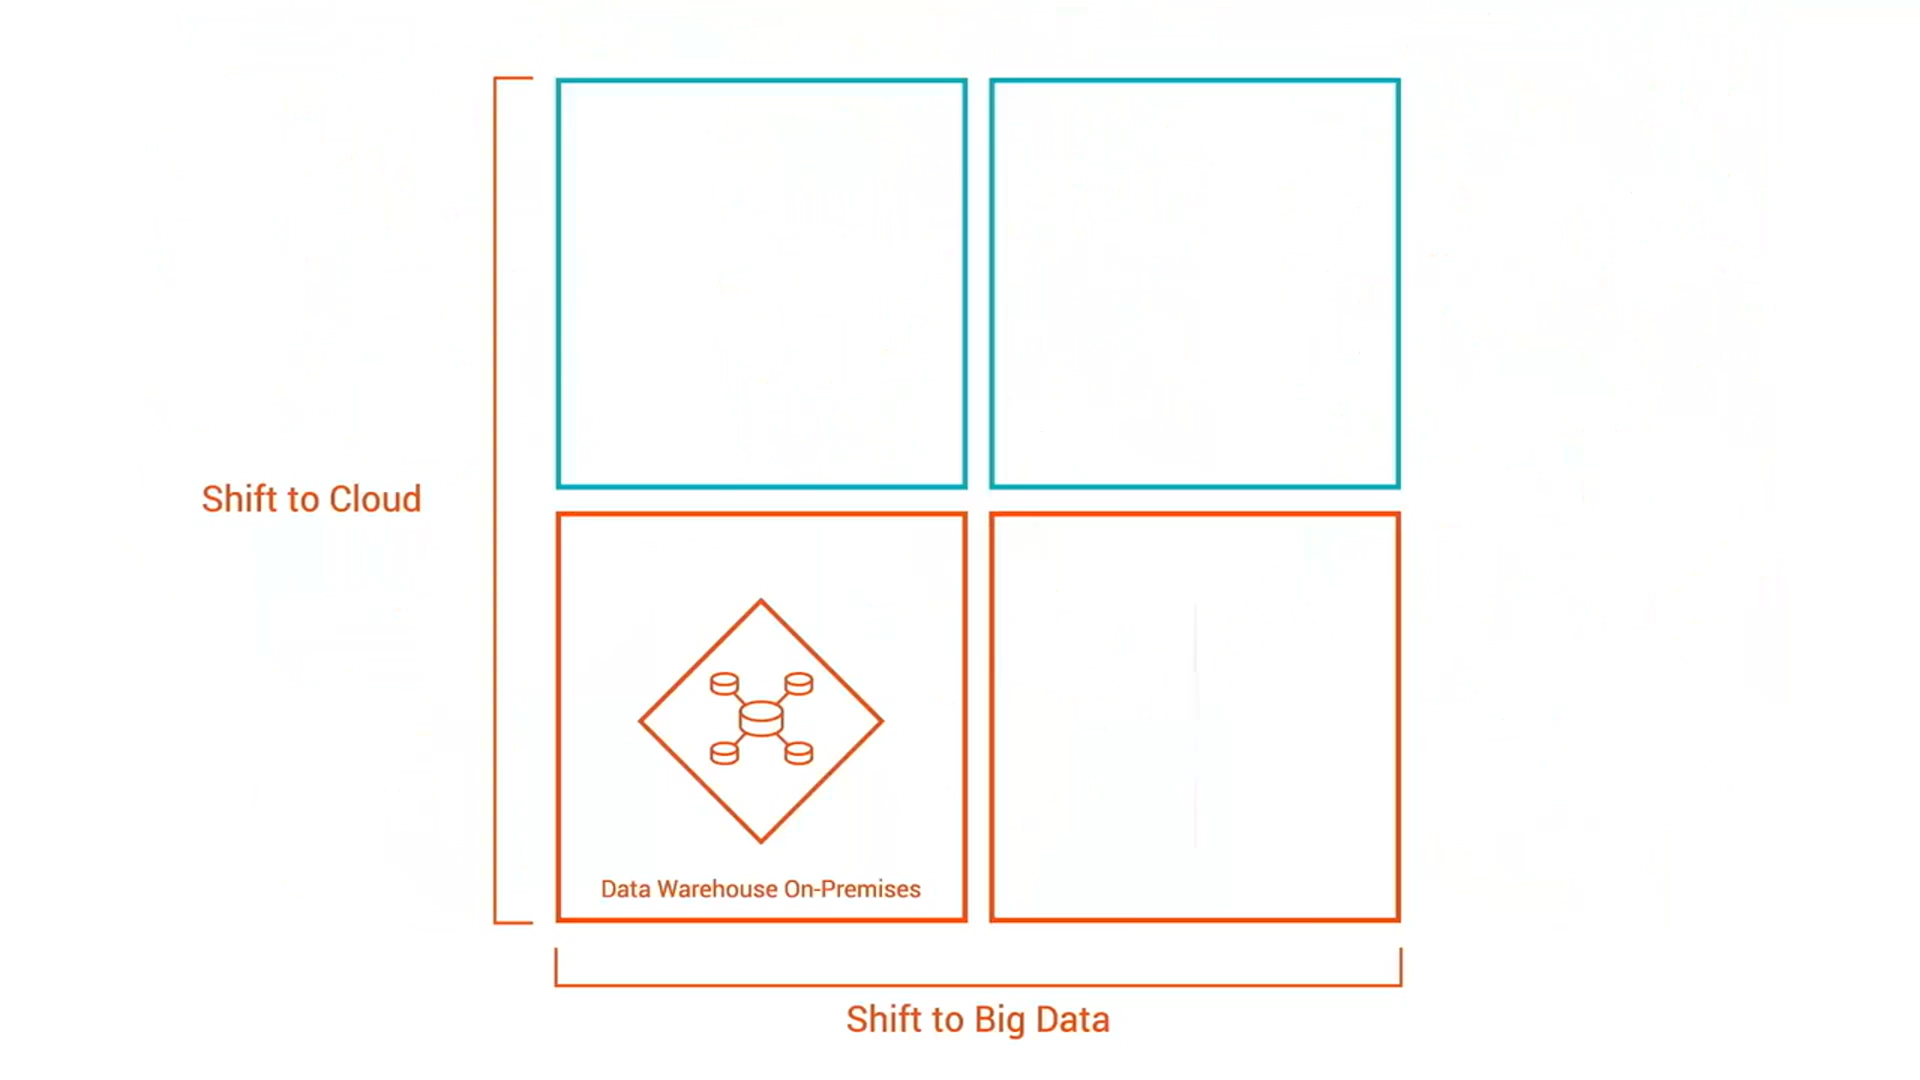 Shift to Cloud
Data Warehouse On-Premises
Shift to Big Data